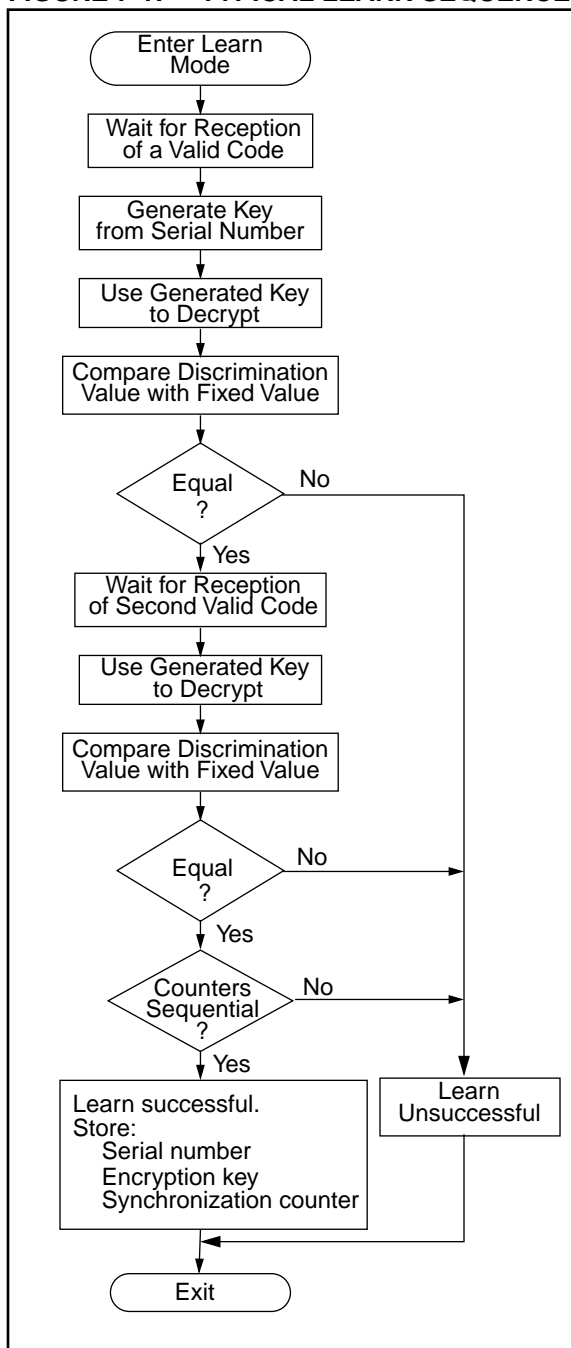 Enter Learn
Mode
Wait for Reception
of a Valid Code
Generate Key
from Serial Number
Use Generated Key
to Decrypt
Compare Discrimination
Value with Fixed Value
Equal
?
No
Yes
Wait for Reception
of Second Valid Code
Use Generated Key
to Decrypt
Compare Discrimination
Value with Fixed Value
Equal
?
No
Yes
Counters
Sequential
?
No
Yes
Learn successful.
Store:
Serial number
Encryption key
Synchronization counter
Learn
Unsuccessful
Exit